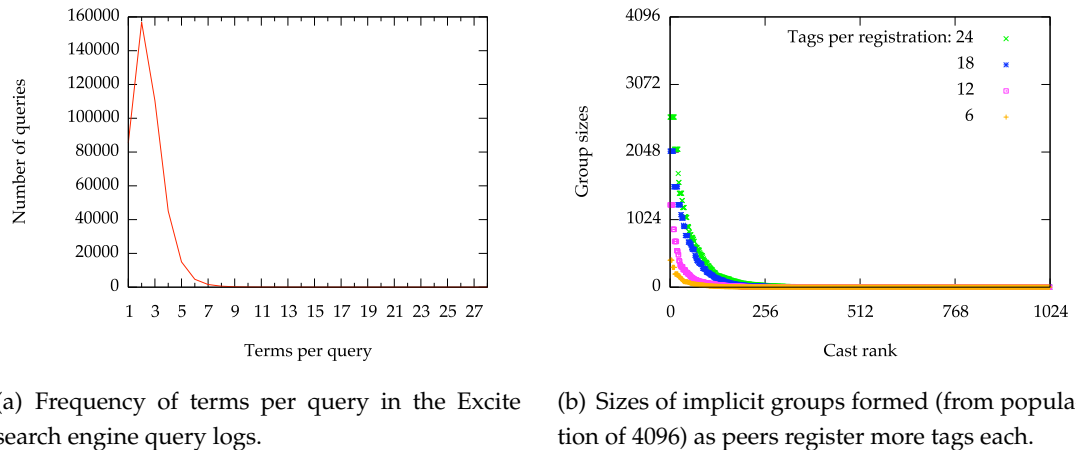 160000
140000
120000
100000
80000
60000
40000
20000
0
Number of queries
1 3 5 7 9 11 13 15 17 19 21 23 25 27
Terms per query
4096
3072
2048
1024
0
Group sizes
Tags per registration: 24
18
12
6
0 256 512 768 1024
Cast rank
a) Frequency of terms per query in the Excite
search engine query logs.
(b) Sizes of implicit groups formed (from popula
tion of 4096) as peers register more tags each.